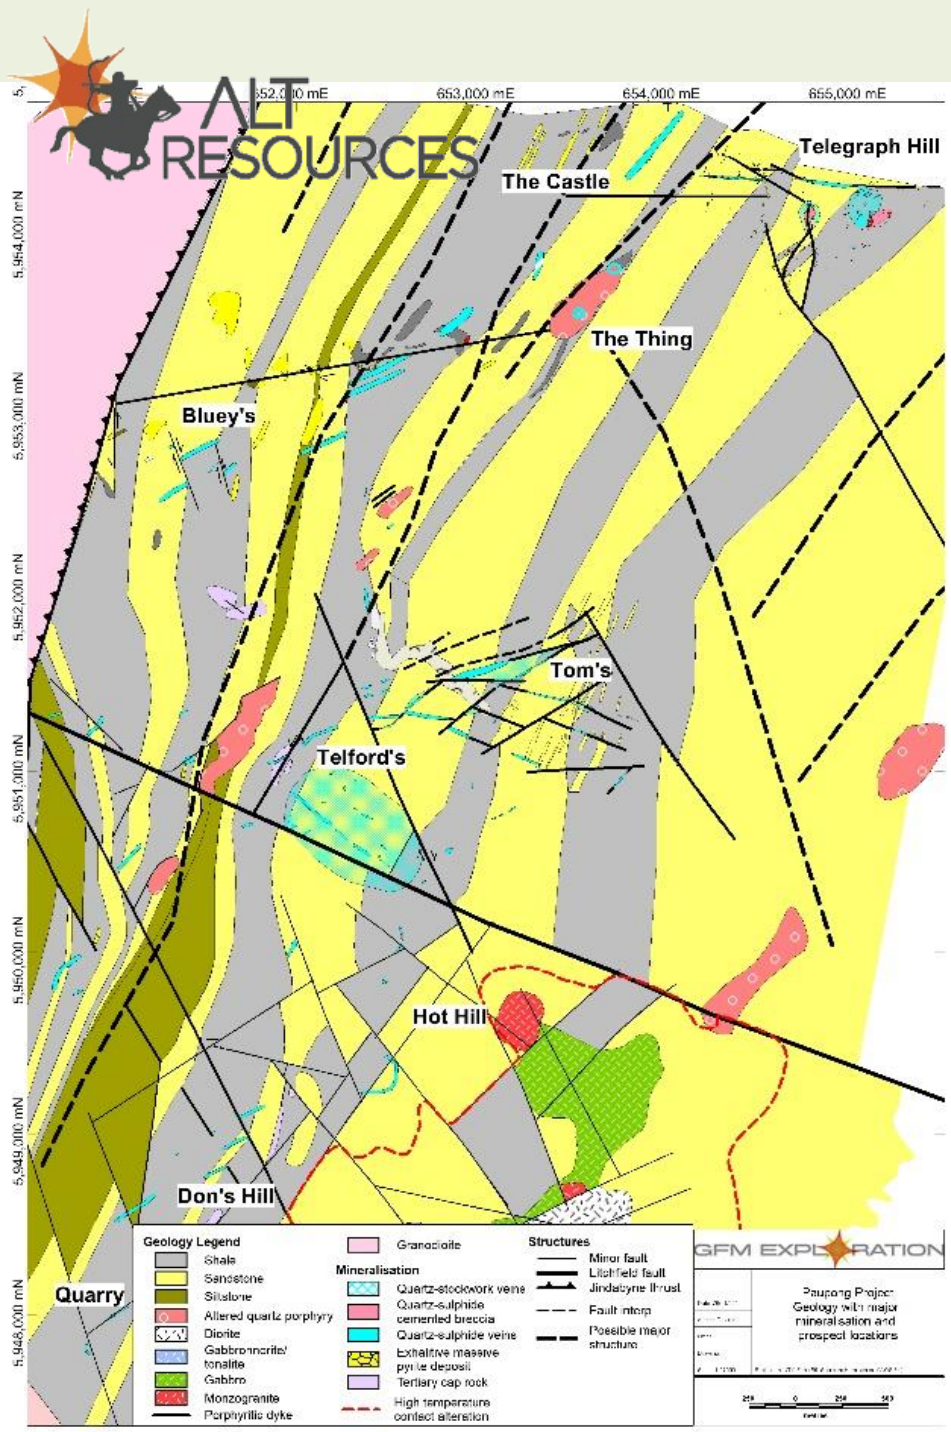 ALT
RESOURCES
652,000 mE
653,000 mE
654,000 mE
655,000 mE
Telegraph Hill
The Castle
5,954,000 mN
The Thing
5,953,000 mN
Bluey's
5,952,000 mN
Tom's
Telford's
5,951,000 mN
5,950,000 mN
Hot Hill
5,949,000 mN
Don's Hill
Quarry
5,948,000 mN
Geology Legend
Shale
Sandstone
Siltstone
Altered quartz porphyry
Diorite
Gabbronorite/
tonalite
Gabbro
Monzogranite
Porphyritic dyke
Granodiorite
Mineralisation
Quartz-stockwork veins
Quartz-sulphide
cemented breccia
Quartz-sulphide veins
Exhalitive massive
pyrite deposit
Tertiary cap rock
High temperature
contact alteration
Structures
Minor fault
Litchfield fault
Jindabyne thrust
Fault interp
Possible major
structure
GFM EXPLORATION
Paupong Project
Geology with major
mineralisation and
prospect locations
250 0 250 500